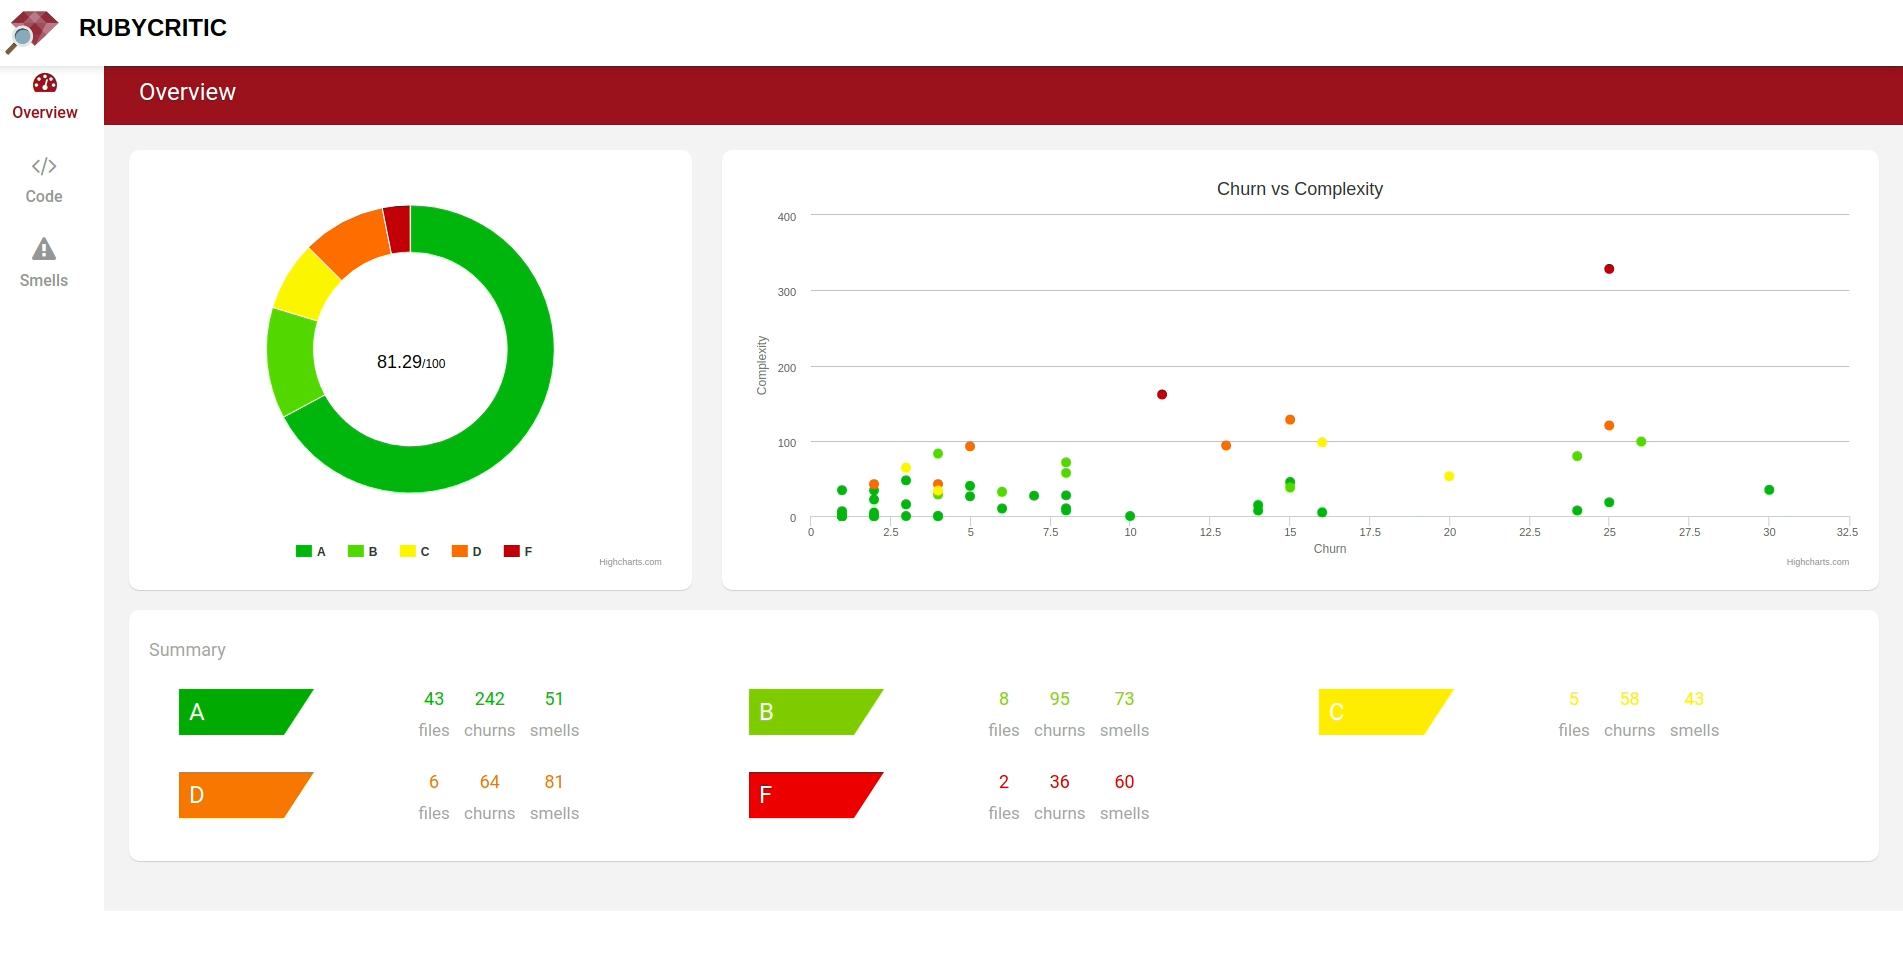 RUBYCRITIC
Overview
Code
Smells
Overview
81.29/100
A B C D F
Highcharts.com
Churn vs Complexity
Complexity
400
300
200
100
0
0 2.5 5 7.5 10 12.5 15 17.5 20 22.5 25 27.5 30 32.5
Churn
Highcharts.com
Summary
A 43 242 51
files churns smells
B 8 95 73
files churns smells
C 5 58 43
files churns smells
D 6 64 81
files churns smells
F 2 36 60
files churns smells